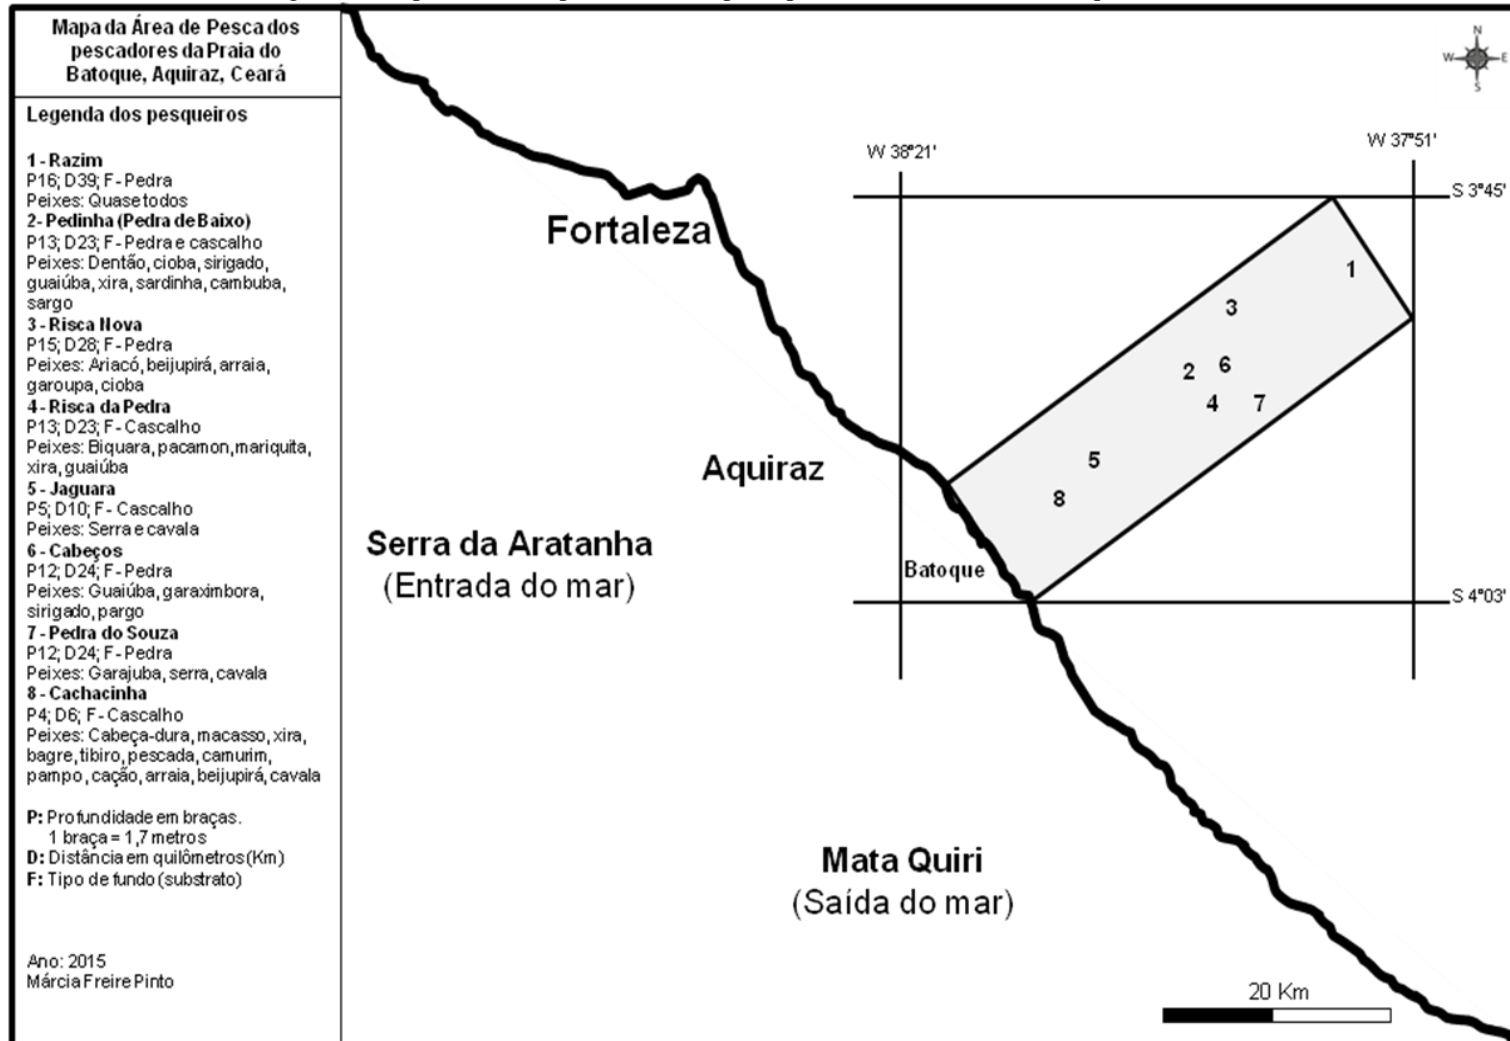 Mapa da Área de Pesca dos
pescadores da Praia do
Batoque, Aquiraz, Ceará
Legenda dos pesqueiros
1 - Razim
P16; D39; F - Pedra
Peixes: Quase todos
2- Pedinha (Pedra de Baixo)
P13; D23; F - Pedra e cascalho
Peixes: Dentão, cioba, sirigado,
guaiúba, xira, sardinha, cambuba,
sargo
3 - Risca Nova
P15; D28; F - Pedra
Peixes: Ariacó, beijupirá, arraia,
garoupa, cioba
4 - Risca da Pedra
P13; D23; F - Cascalho
Peixes: Biquara, pacamon, mariquita,
xira, guaiúba
5 - Jaguara
P5; D10; F - Cascalho
Peixes: Serra e cavala
6 - Cabeços
P12; D24; F - Pedra
Peixes: Guaiúba, garaximbora,
sirigado, pargo
7 - Pedra do Souza
P12; D24; F - Pedra
Peixes: Garajuba, serra, cavala
8 - Cachacinha
P4; D6; F - Cascalho
Peixes: Cabeça-dura, macasso, xira,
bagre, tibiro, pescada, camurim,
pampo, cação, arraia, beijupirá, cavala
P: Profundidade em braças.
1 braça = 1,7 metros
D: Distância em quilômetros (Km)
F: Tipo de fundo (substrato)
Ano: 2015
Márcia Freire Pinto
N
W E
S
W 38°21'
W 37°51'
S 3°45'
Fortaleza
1
3
2 6
4 7
5
8
Aquiraz
Serra da Aratanha
(Entrada do mar)
Batoque
S 4°03'
Mata Quiri
(Saída do mar)
20 Km